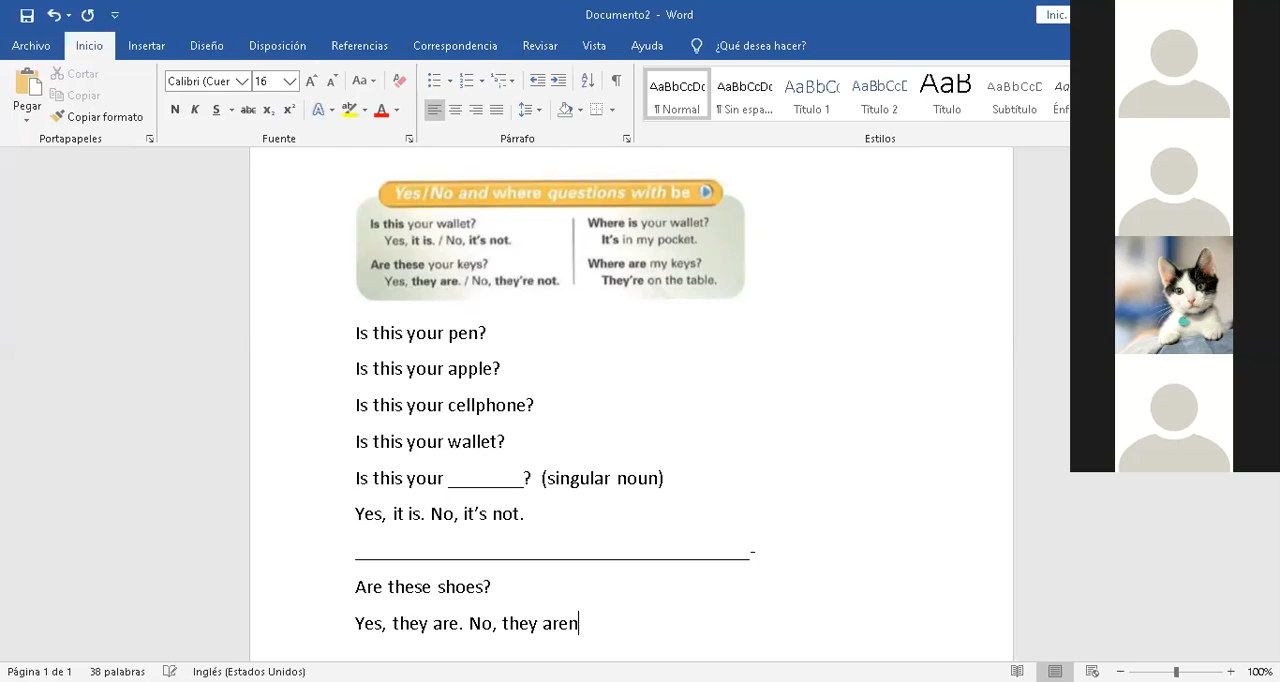 Documento2 - Word
Inic.
Archivo Inicio Insertar Diseño Disposición Referencias Correspondencia Revisar Vista Ayuda ¿Qué desea hacer?
Pegar
Cortar
Copiar
Copiar formato
Portapapeles
Calibri (Cuer 16 Aa
N K S abc x₂ x²
Fuente
Párrafo
AaBbCcDc AaBbCcDc AaBbCc AaBbCcD AaB AaBbCcD
¶ Normal ¶ Sin espa... Título 1 Título 2 Título Subtítulo Énf
Estilos
Yes/No and where questions with be
Is this your wallet?
Yes, it is. / No, it's not.
Are these your keys?
Yes, they are. / No, they're not.
Where is your wallet?
It's in my pocket.
Where are my keys?
They're on the table.
Is this your pen?
Is this your apple?
Is this your cellphone?
Is this your wallet?
Is this your ________? (singular noun)
Yes, it is. No, it’s not.
Are these shoes?
Yes, they are. No, they aren
Página 1 de 1 38 palabras Inglés (Estados Unidos) 100%